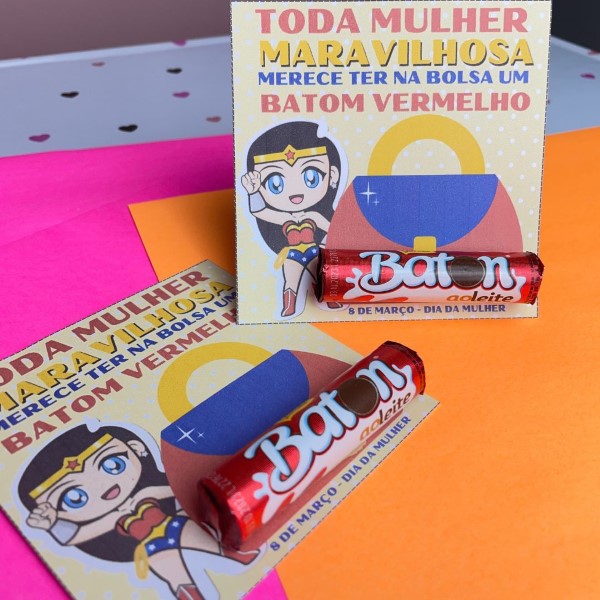 TODA MULHER
MARAVILHOSA
MERECE TER NA BOLSA UM
BATOM VERMELHO
Baton
ao leite
8 DE MARÇO - DIA DA MULHER
TODA MULHER
MARAVILHOSA
MERECE TER NA BOLSA UM
BATOM VERMELHO
Baton
ao leite
8 DE MARÇO - DIA DA MULHER